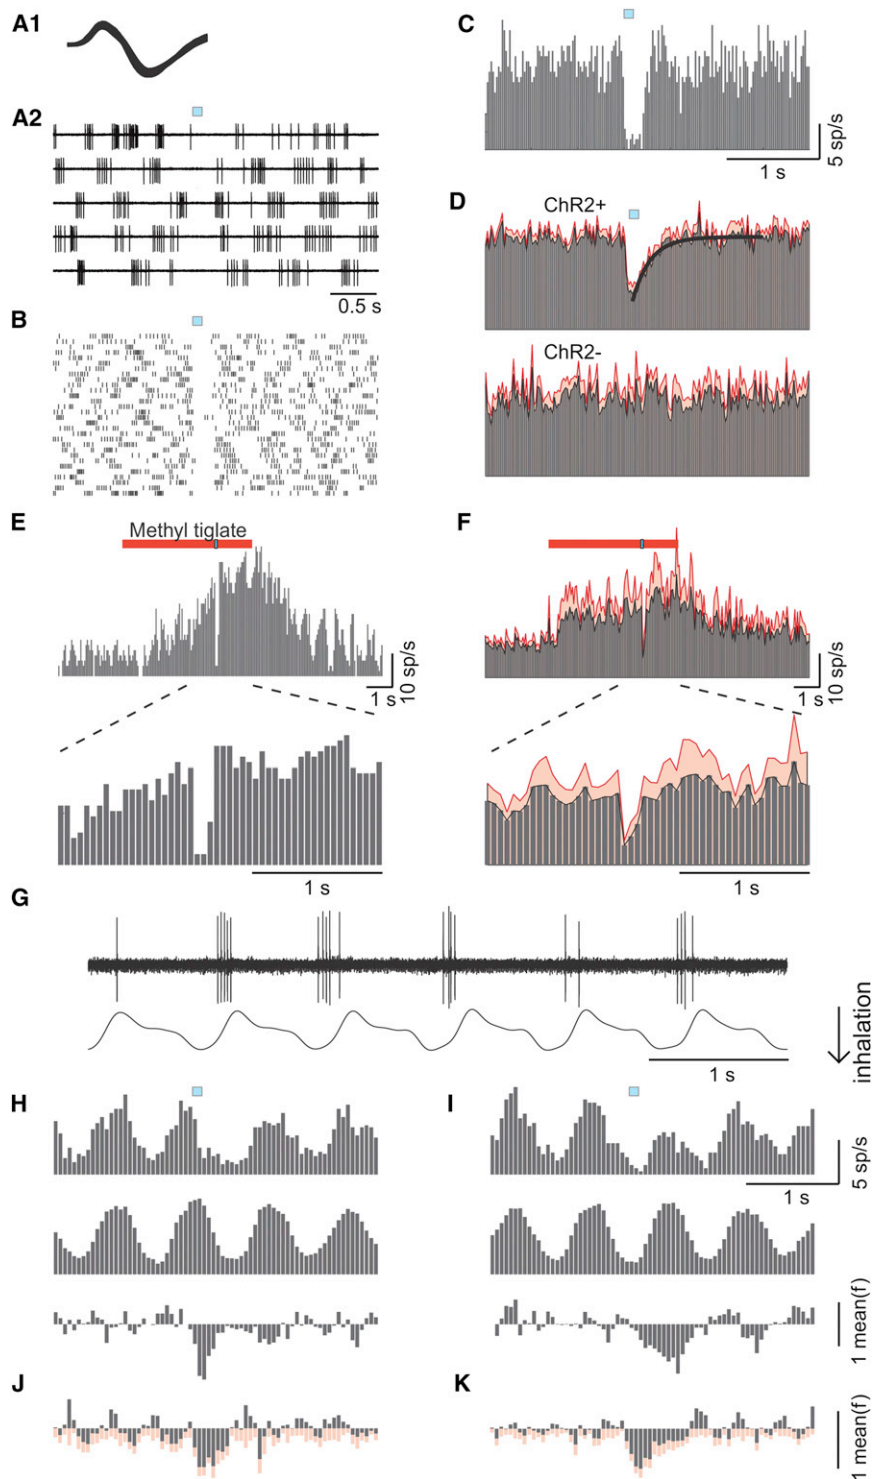 A1
A2
0.5 s
B
C
5 sp/s
1 s
D
ChR2+
ChR2-
E
Methyl tiglate
1 s
10 sp/s
1 s
F
1 s
10 sp/s
1 s
G
1 s
inhalation
H
I
5 sp/s
1 s
1 mean(f)
J
K
1 mean(f)